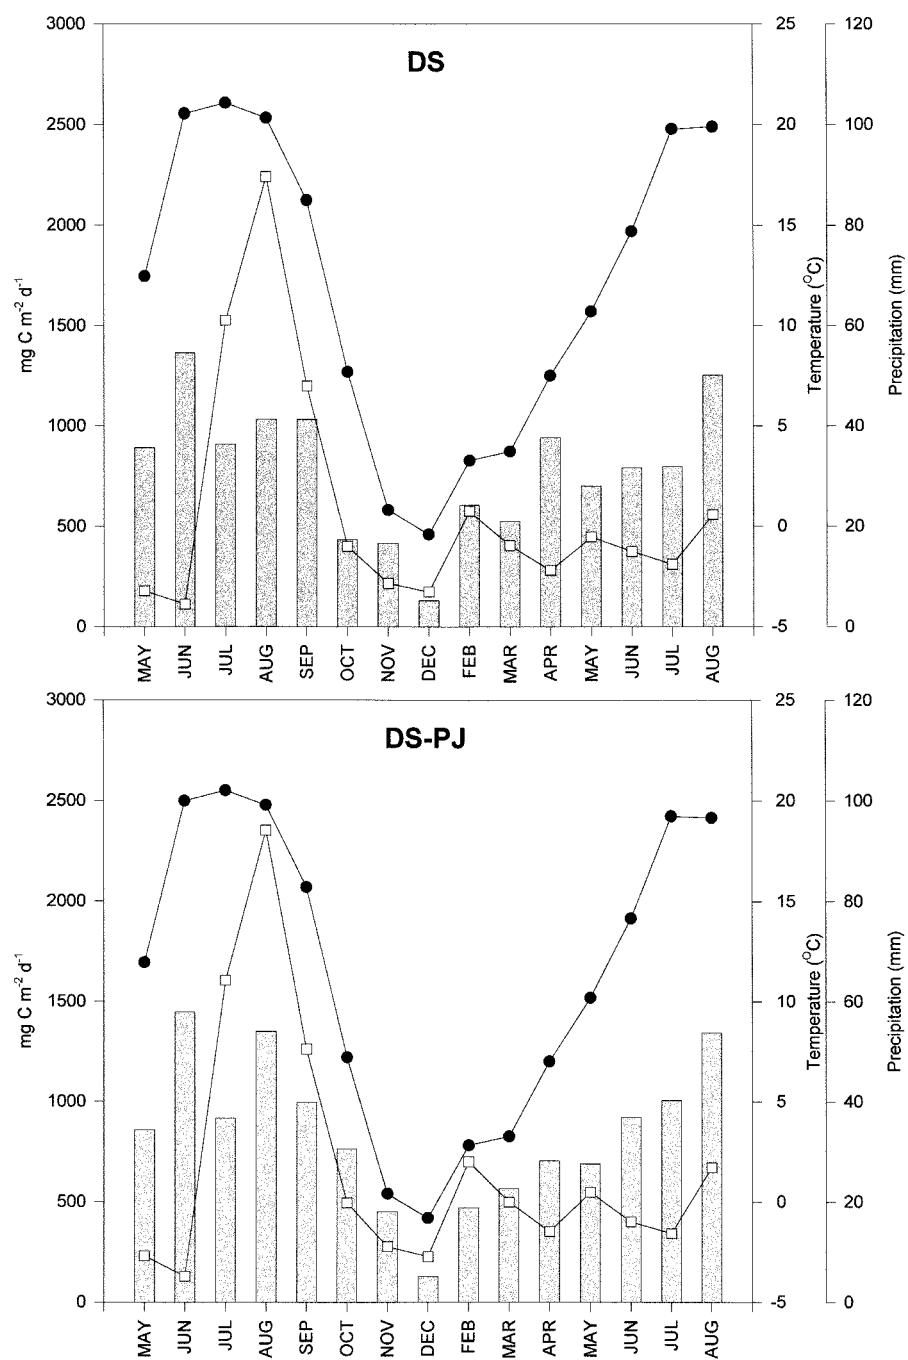 DS
3000
2500
2000
1500
1000
500
0
mg C m-2 d-1
25
20
15
10
5
0
-5
Temperature (OC)
120
100
80
60
40
20
0
Precipitation (mm)
MAY
JUN
JUL
AUG
SEP
OCT
NOV
DEC
FEB
MAR
APR
MAY
JUN
JUL
AUG
DS-PJ
3000
2500
2000
1500
1000
500
0
mg C m-2 d-1
25
20
15
10
5
0
-5
Temperature (OC)
120
100
80
60
40
20
0
Precipitation (mm)
MAY
JUN
JUL
AUG
SEP
OCT
NOV
DEC
FEB
MAR
APR
MAY
JUN
JUL
AUG